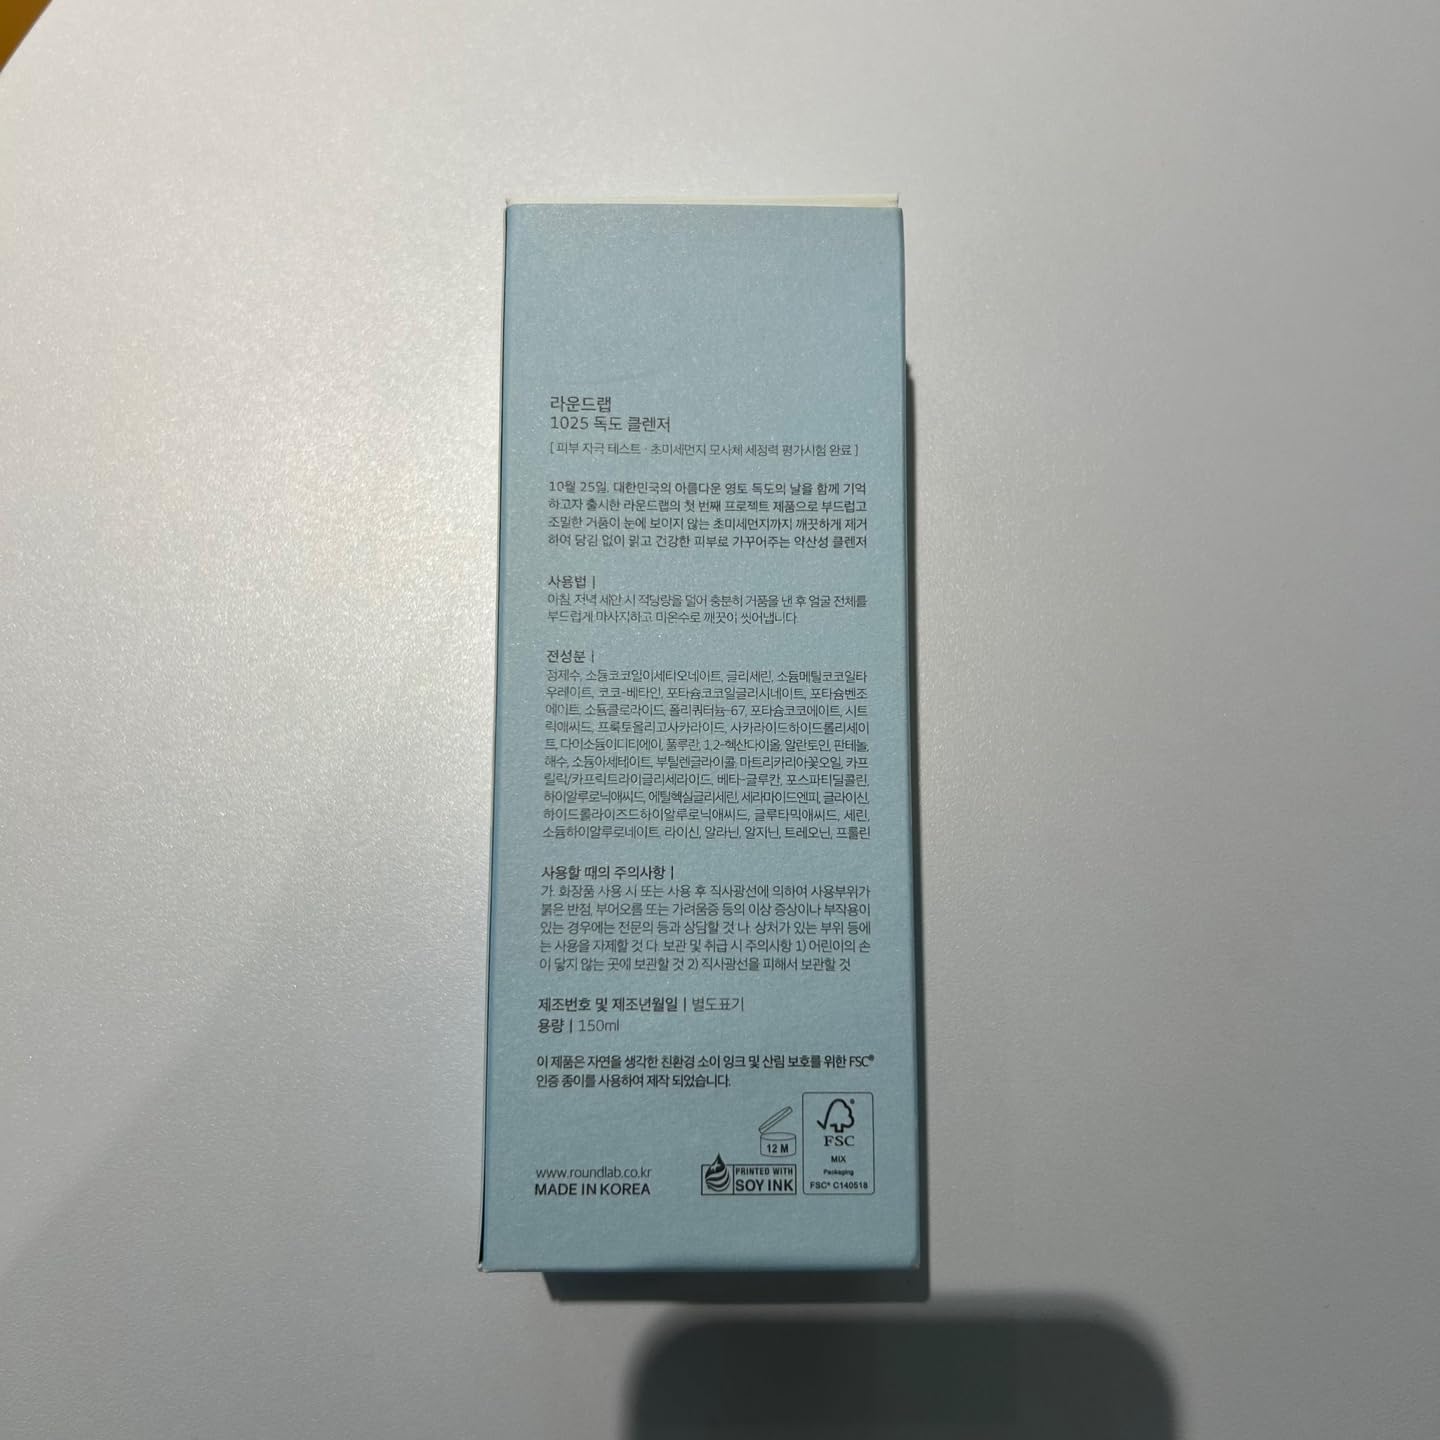 라운드랩
1025 독도 클렌저
[ 피부 자극 테스트 · 초미세먼지 모사체 세정력 평가시험 완료 ]
10월 25일. 대한민국의 아름다운 영토 독도의 날을 함께 기억
하고자 출시한 라운드랩의 첫 번째 프로젝트 제품으로 부드럽고
조밀한 거품이 눈에 보이지 않는 초미세먼지까지 깨끗하게 제거
하여 당김 없이 맑고 건강한 피부로 가꾸어주는 약산성 클렌저
사용법 |
아침, 저녁 세안 시 적당량을 덜어 충분히 거품을 낸 후 얼굴 전체를
부드럽게 마사지하고 미온수로 깨끗이 씻어냅니다.
전성분 |
정제수, 소듐코코일이세티오네이트, 글리세린, 소듐메틸코코일타
우레이트, 코코-베타인, 포타슘코코일글리시네이트, 포타슘벤조
에이트, 소듐클로라이드, 폴리쿼터늄-67, 포타슘코코에이트, 시트
릭애씨드, 프룩토올리고사카라이드, 사카라이드하이드롤리세이
트, 다이소듐이디티에이, 풀루란, 1,2-헥산다이올, 알란토인, 판테놀,
해수, 소듐아세테이트, 부틸렌글라이콜, 마트리카리아꽃오일, 카프
릴릭/카프릭트라이글리세라이드, 베타-글루칸, 포스파티딜콜린,
하이알루로닉애씨드, 에틸헥실글리세린, 세라마이드엔피, 글라이신,
하이드롤라이즈드하이알루로닉애씨드, 글루타믹애씨드, 세린,
소듐하이알루로네이트, 라이신, 알라닌, 알지닌, 트레오닌, 프롤린
사용할 때의 주의사항 |
가. 화장품 사용 시 또는 사용 후 직사광선에 의하여 사용부위가
붉은 반점, 부어오름 또는 가려움증 등의 이상 증상이나 부작용이
있는 경우에는 전문의 등과 상담할 것 나. 상처가 있는 부위 등에
는 사용을 자제할 것 다. 보관 및 취급 시 주의사항 1) 어린이의 손
이 닿지 않는 곳에 보관할 것 2) 직사광선을 피해서 보관할 것
제조번호 및 제조년월일 | 별도표기
용량 | 150ml
이 제품은 자연을 생각한 친환경 소이 잉크 및 산림 보호를 위한 FSC®
인증 종이를 사용하여 제작 되었습니다.
12 M
FSC
MIX
Packaging
FSC® C140518
PRINTED WITH
SOY INK
www.roundlab.co.kr
MADE IN KOREA